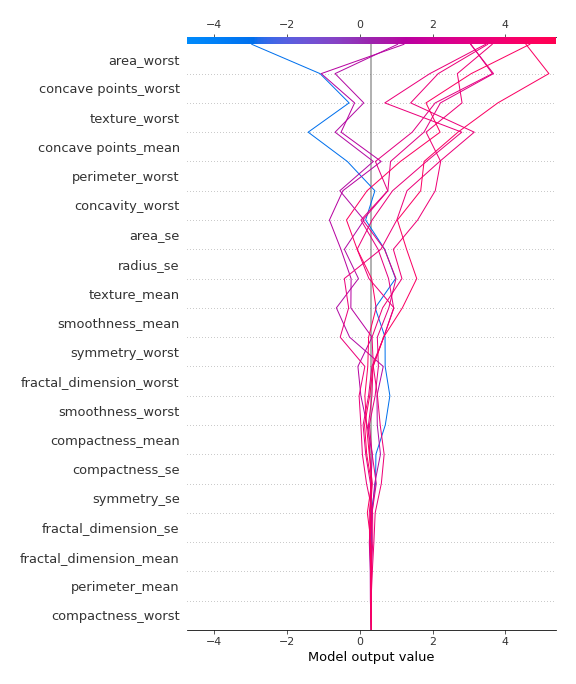 −4 −2 0 2 4
area_worst
concave points_worst
texture_worst
concave points_mean
perimeter_worst
concavity_worst
area_se
radius_se
texture_mean
smoothness_mean
symmetry_worst
fractal_dimension_worst
smoothness_worst
compactness_mean
compactness_se
symmetry_se
fractal_dimension_se
fractal_dimension_mean
perimeter_mean
compactness_worst
−4 −2 0 2 4
Model output value